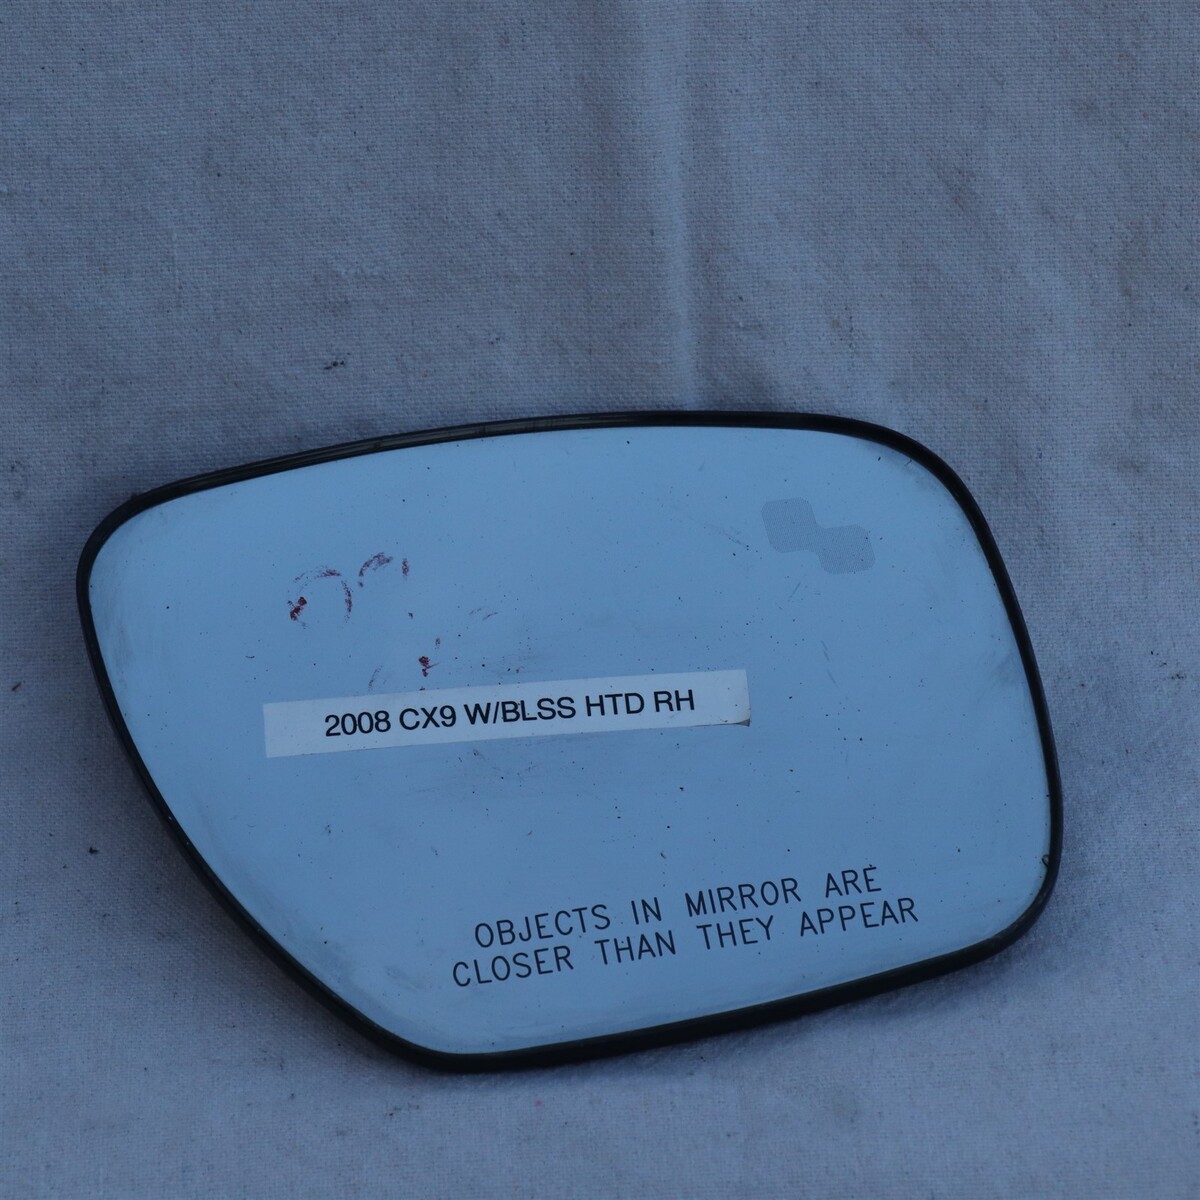 2008 CX9 W/BLSS HTD RH
OBJECTS IN MIRROR ARE
CLOSER THAN THEY APPEAR